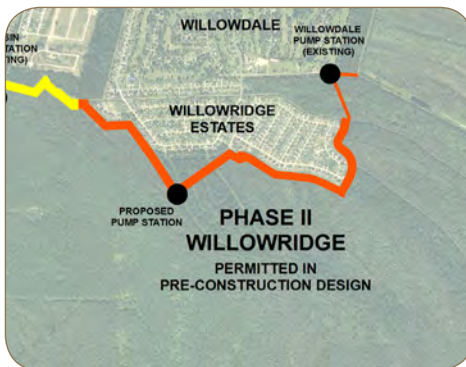 WILLOWDALE
WILLOWDALE
PUMP STATION
(EXISTING)
WILLOWRIDGE
ESTATES
PROPOSED
PUMP STATION
PHASE II
WILLOWRIDGE
PERMITTED IN
PRE-CONSTRUCTION DESIGN